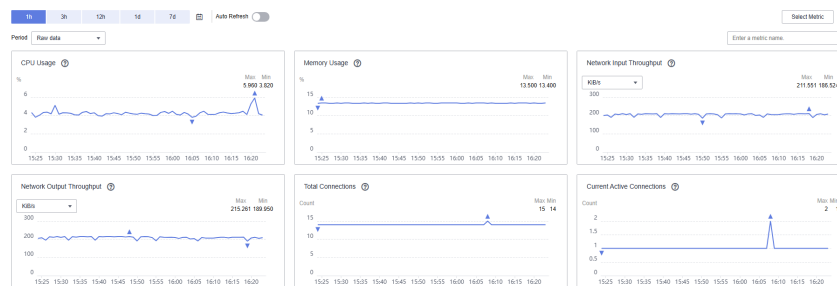 1h 3h 12h 1d 7d Auto Refresh Select Metric
Period Raw data Enter a metric name.
CPU Usage
% Max Min
5.960 3.820
6
4
2
0
15:25 15:30 15:35 15:40 15:45 15:50 15:55 16:00 16:05 16:10 16:15 16:20
Memory Usage
% Max Min
13.500 13.400
15
10
5
0
15:25 15:30 15:35 15:40 15:45 15:50 15:55 16:00 16:05 16:10 16:15 16:20
Network Input Throughput
Max Min
KiB/s 211.551
300
200
100
0
15:25 15:30 15:35 15:40 15:45 15:50 15:55 16:00 16:05 16:10 16:15 16:20
Network Output Throughput
Max Min
KiB/s 215.261 189.950
300
200
100
0
15:25 15:30 15:35 15:40 15:45 15:50 15:55 16:00 16:05 16:10 16:15 16:20
Total Connections
Count Max Min
15 14
15
10
5
0
15:25 15:30 15:35 15:40 15:45 15:50 15:55 16:00 16:05 16:10 16:15 16:20
Current Active Connections
Count Max Min
2
2
1.5
1
0.5
0
15:25 15:30 15:35 15:40 15:45 15:50 15:55 16:00 16:05 16:10 16:15 16:20